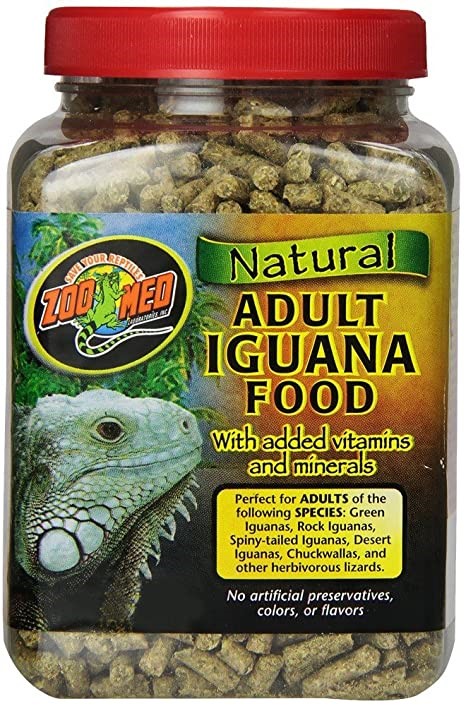 SAVE YOUR REPTILES
ZOO MED
LABORATORIES, INC.
Natural
ADULT
IGUANA
FOOD
With added vitamins
and minerals
Perfect for ADULTS of the
following SPECIES: Green
Iguanas, Rock Iguanas,
Spiny-tailed Iguanas, Desert
Iguanas, Chuckwallas, and
other herbivorous lizards.
No artificial preservatives,
colors, or flavors